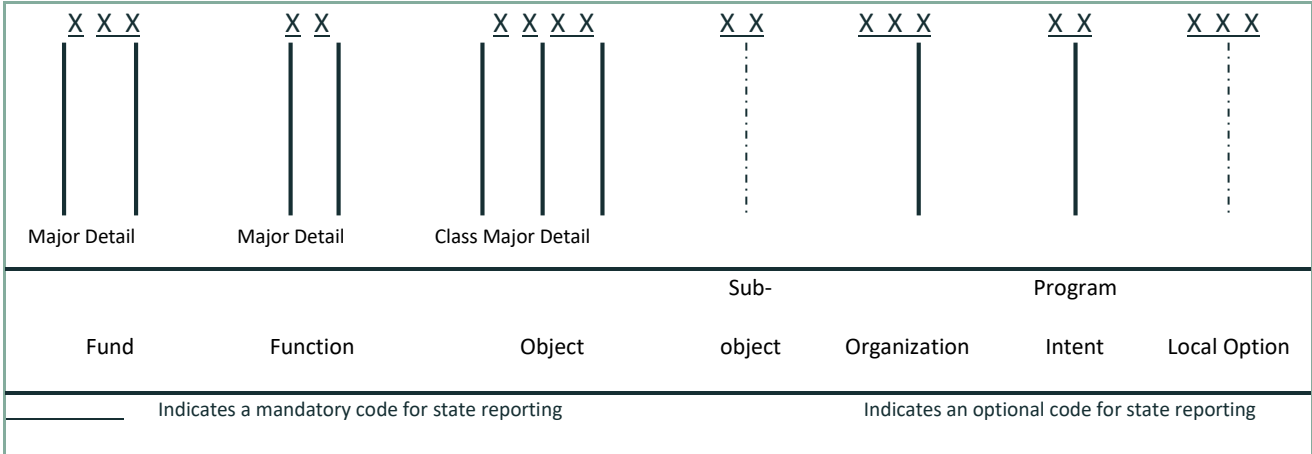 X X X X X X X X X X X X X X X X X X X
Major Detail Major Detail Class Major Detail
Sub- Program
Fund Function Object object Organization Intent Local Option
Indicates a mandatory code for state reporting Indicates an optional code for state reporting